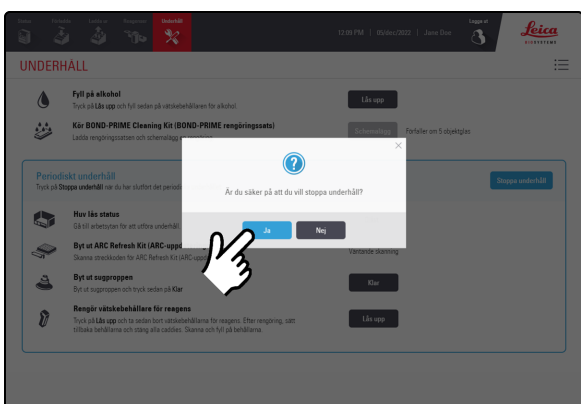 Status Förbehandla Ladda ur Reagenser Underhåll
12:08 PM | 05/dec/2022 | Jane Doe
Logga ut
Leica
BIOSYSTEMS
UNDERHÅLL
Fyll på alkohol
Tryck på Lås upp och fyll sedan på vätskebehållaren för alkohol.
Lås upp
Kör BOND-PRIME Cleaning Kit (BOND-PRIME rengöringssats)
Ladda rengöringssatsen och schemalägg
Schemalägg
Förfaller om 5 objektglas
Är du säker på att du vill stoppa underhåll?
Ja
Nej
Periodiskt underhåll
Tryck på Stoppa underhåll när du har slutfört det
Stoppa underhåll
Huv lås status
Gå till arbetsytan för att utföra underhåll
Byt ut ARC Refresh Kit
Skanna streckkoden för ARC Refresh Kit
Väntande skanning
Byt ut sugproppen
Byt ut sugproppen och tryck sedan på Klar
Klar
Rengör vätskebehållare för reagens
Tryck på Lås upp och ta sedan bort vätskebehållarna för reagens. Efter rengöring, sätt
tillbaka behållarna och stäng alla caddies. Skanna och fyll på behållarna.
Lås upp